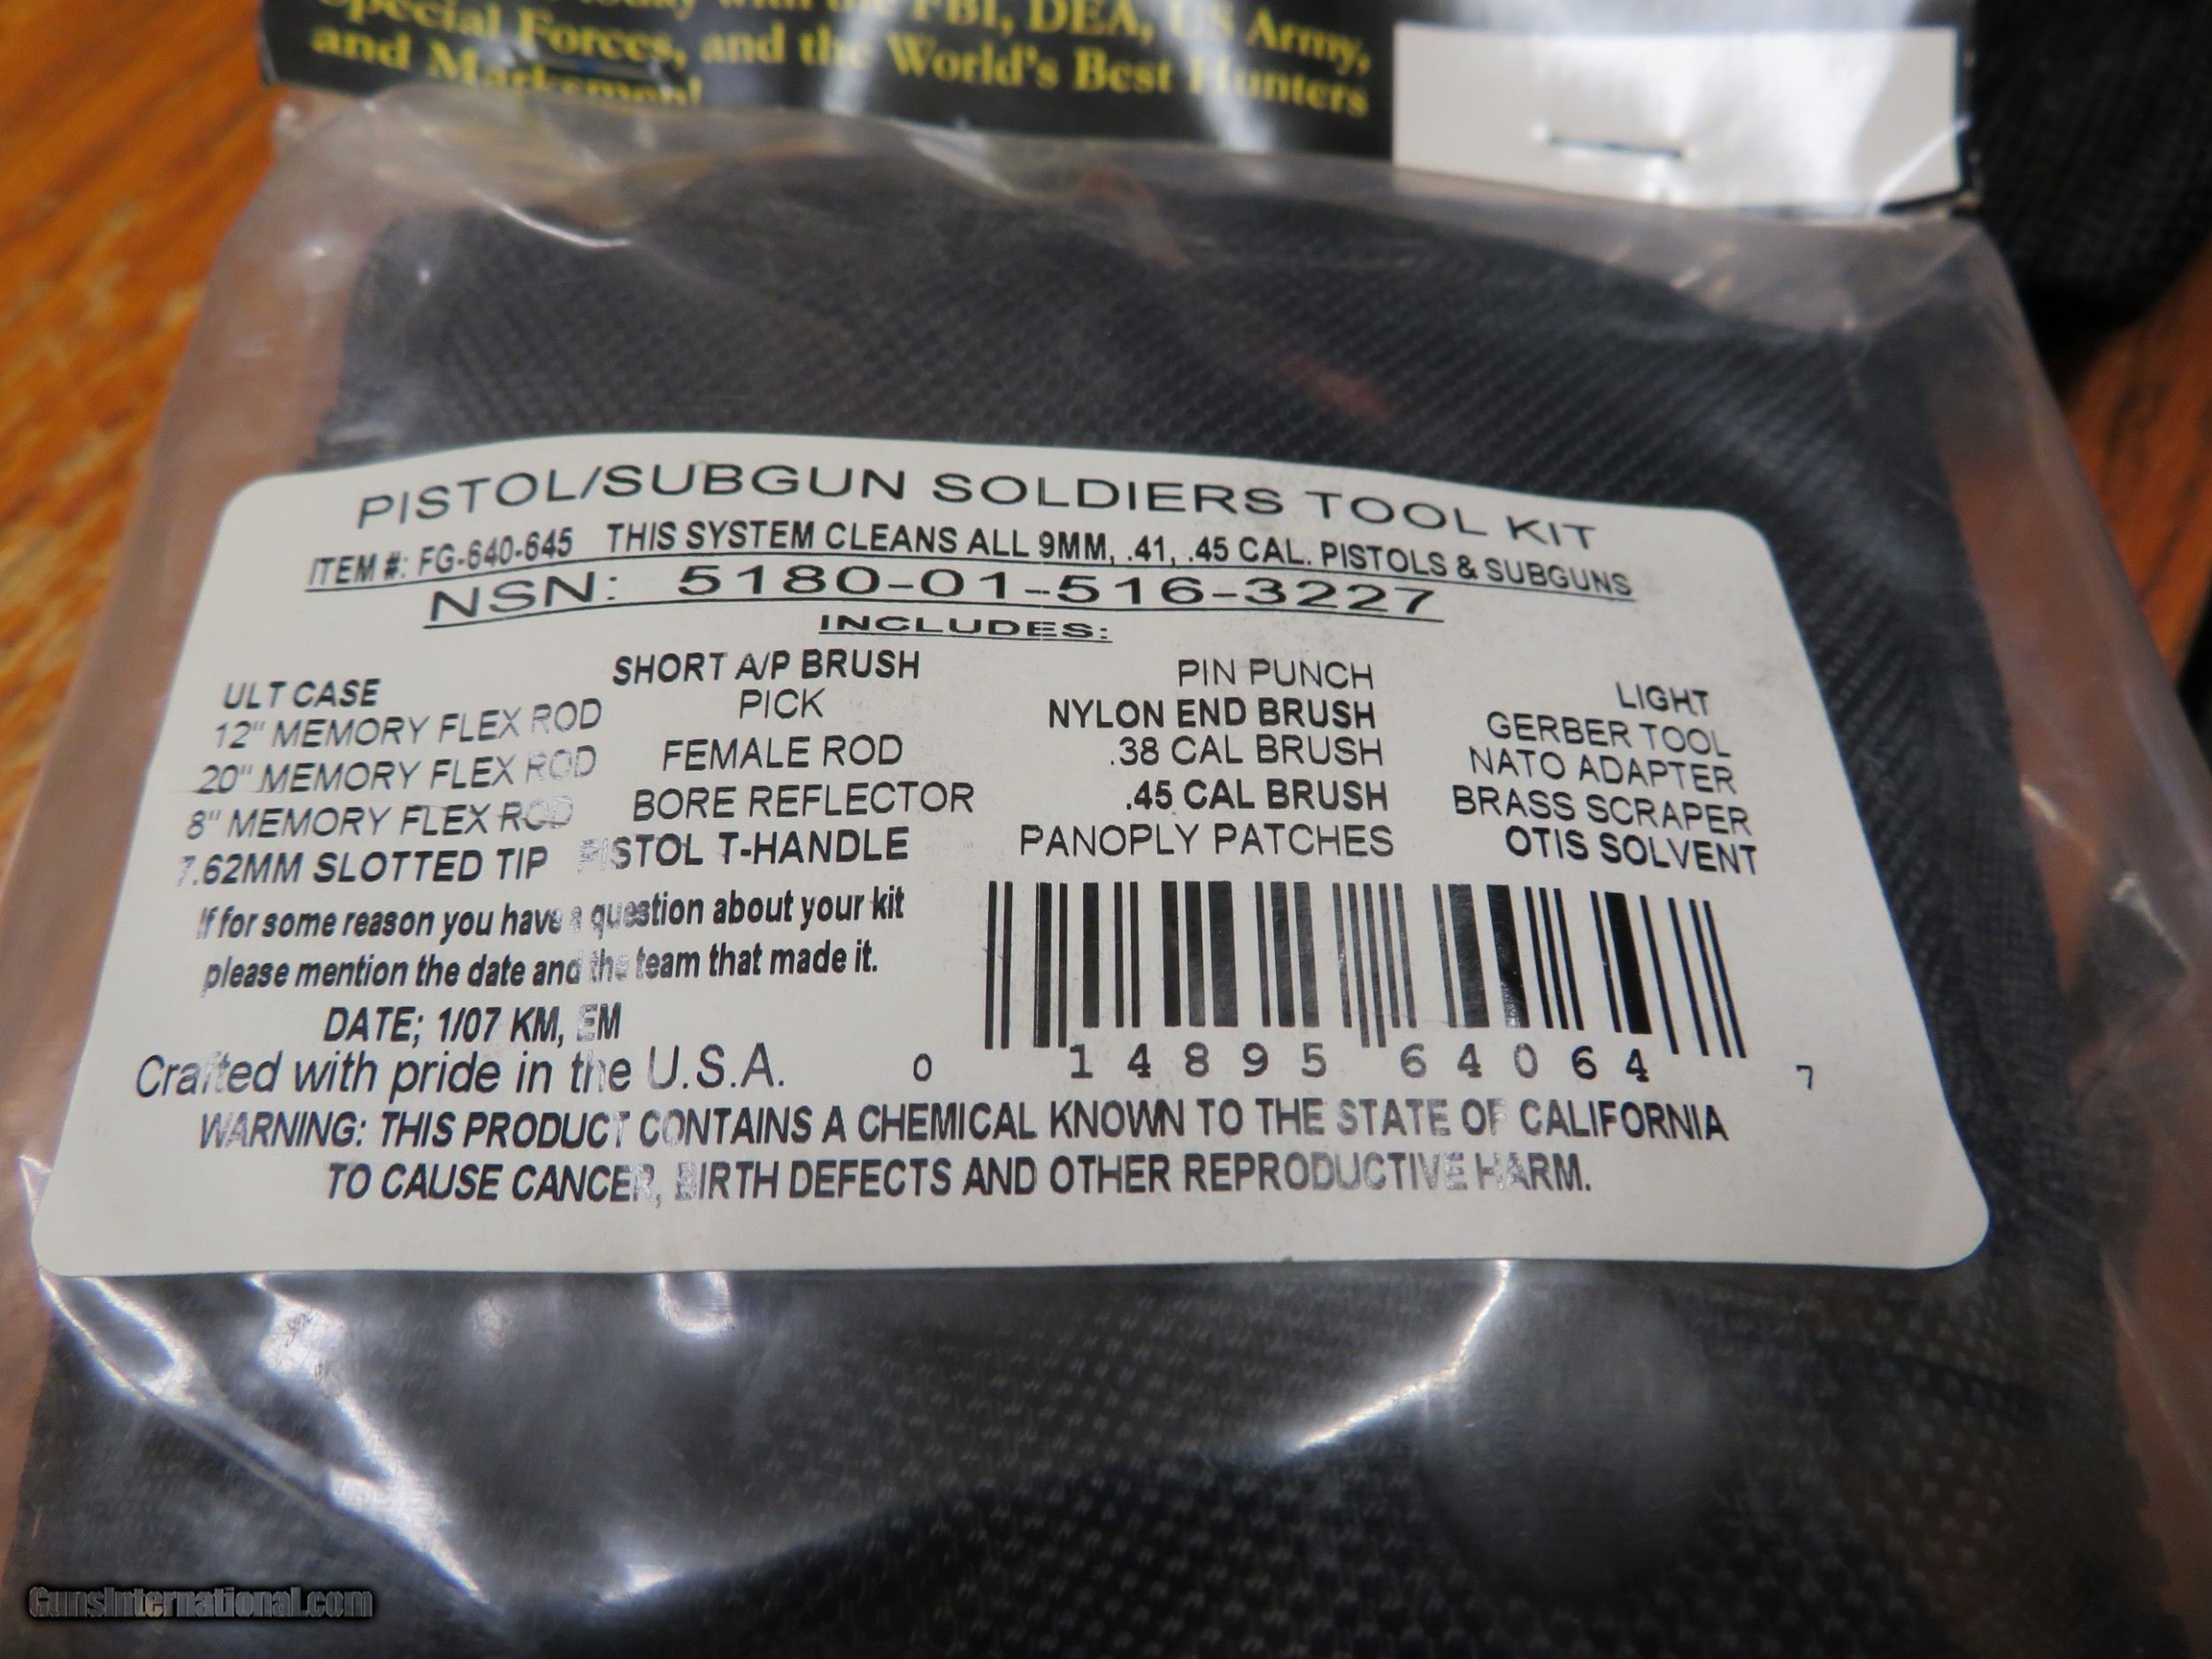 FBI, DEA, US Army,
Special Forces, and the World's Best Hunters
and Marksmen!
PISTOL/SUBGUN SOLDIERS TOOL KIT
ITEM #: FG-640-645 THIS SYSTEM CLEANS ALL 9MM, .41, .45 CAL. PISTOLS & SUBGUNS
NSN: 5180-01-516-3227
INCLUDES:
ULT CASE SHORT A/P BRUSH PIN PUNCH LIGHT
12" MEMORY FLEX ROD PICK NYLON END BRUSH GERBER TOOL
20" MEMORY FLEX ROD FEMALE ROD .38 CAL BRUSH NATO ADAPTER
8" MEMORY FLEX ROD BORE REFLECTOR .45 CAL BRUSH BRASS SCRAPER
7.62MM SLOTTED TIP PISTOL T-HANDLE PANOPLY PATCHES OTIS SOLVENT
If for some reason you have a question about your kit
please mention the date and the team that made it.
DATE; 1/07 KM, EM
Crafted with pride in the U.S.A.
0 14895 64064 7
WARNING: THIS PRODUCT CONTAINS A CHEMICAL KNOWN TO THE STATE OF CALIFORNIA
TO CAUSE CANCER, BIRTH DEFECTS AND OTHER REPRODUCTIVE HARM.
GunsInternational.com